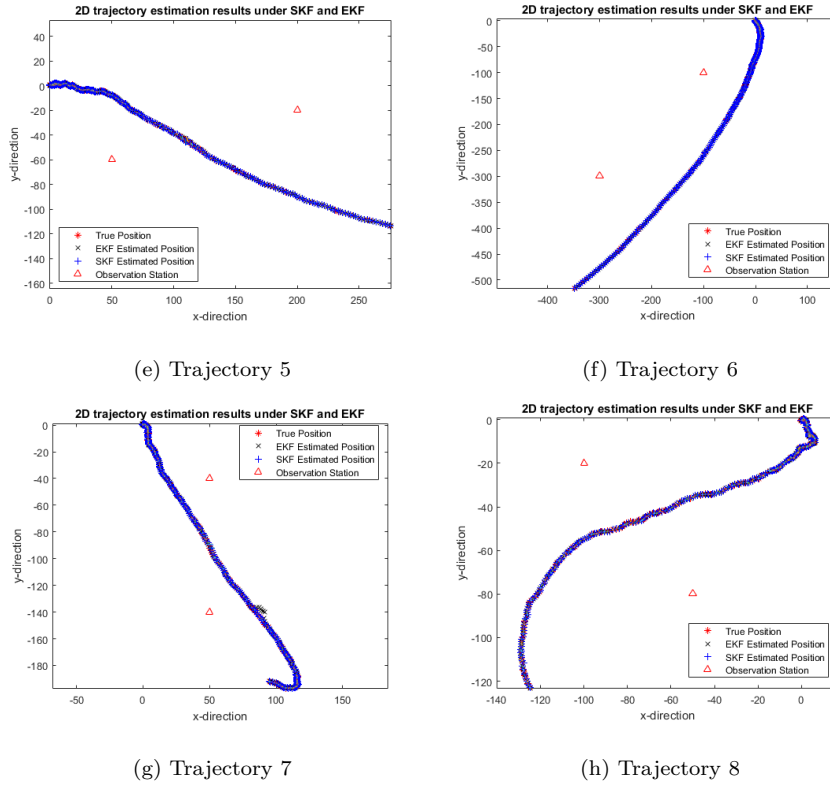 2D trajectory estimation results under SKF and EKF
40
20
0
-20
-40
-60
-80
-100
-120
-140
-160
y-direction
True Position
EKF Estimated Position
SKF Estimated Position
Observation Station
0
50
100
150
200
250
x-direction
(e) Trajectory 5
2D trajectory estimation results under SKF and EKF
0
-50
-100
-150
-200
-250
-300
-350
-400
-450
-500
y-direction
True Position
EKF Estimated Position
SKF Estimated Position
Observation Station
-400
-300
-200
-100
0
100
x-direction
(f) Trajectory 6
2D trajectory estimation results under SKF and EKF
0
-20
-40
-60
-80
-100
-120
-140
-160
-180
y-direction
True Position
EKF Estimated Position
SKF Estimated Position
Observation Station
-50
0
50
100
150
x-direction
(g) Trajectory 7
2D trajectory estimation results under SKF and EKF
0
-20
-40
-60
-80
-100
-120
y-direction
True Position
EKF Estimated Position
SKF Estimated Position
Observation Station
-140
-120
-100
-80
-60
-40
-20
0
x-direction
(h) Trajectory 8